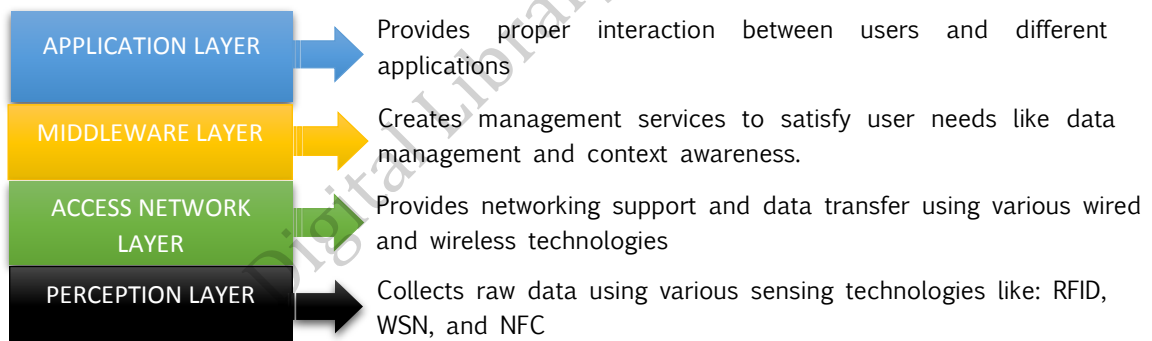 APPLICATION LAYER
Provides proper interaction between users and different
applications
MIDDLEWARE LAYER
Creates management services to satisfy user needs like data
management and context awareness.
ACCESS NETWORK
LAYER
Provides networking support and data transfer using various wired
and wireless technologies
PERCEPTION LAYER
Collects raw data using various sensing technologies like: RFID,
WSN, and NFC
Digital Library